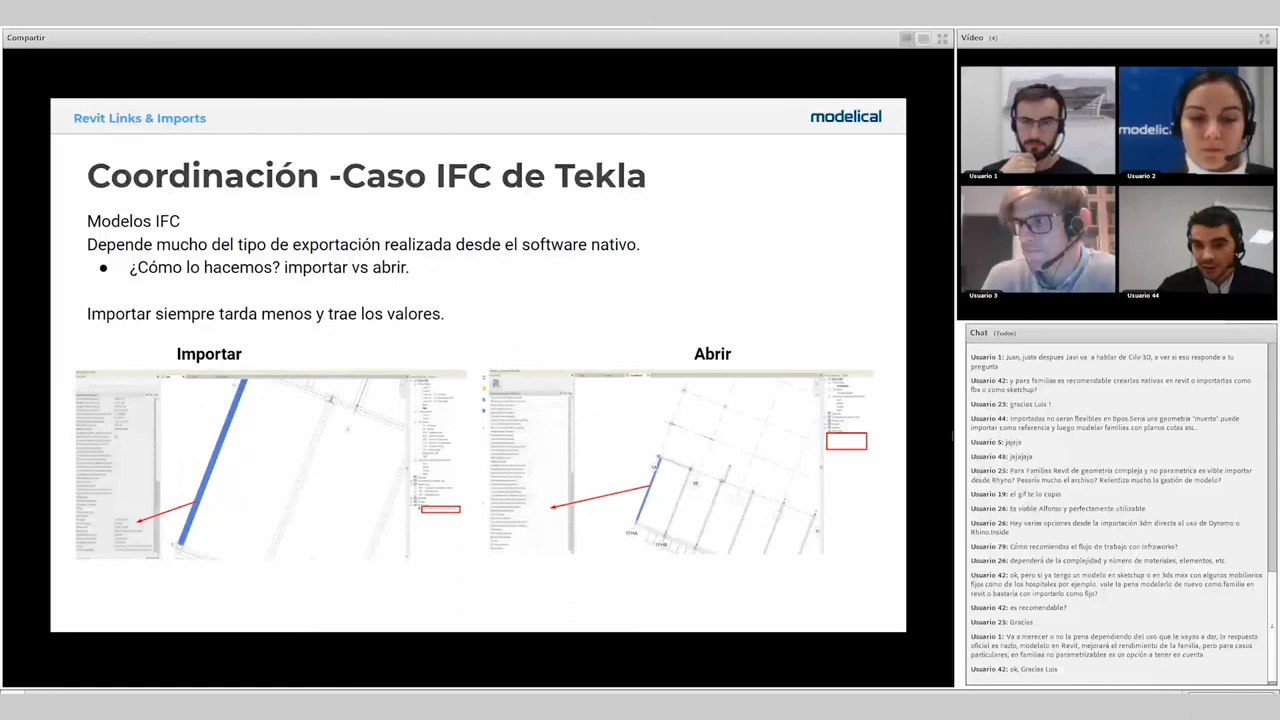 Compartir
Revit Links & Imports
modelical
Coordinación -Caso IFC de Tekla
Modelos IFC
Depende mucho del tipo de exportación realizada desde el software nativo.
● ¿Cómo lo hacemos? importar vs abrir.
Importar siempre tarda menos y trae los valores.
Importar
Abrir
Vídeo (4)
modelic
Usuario 1
Usuario 2
Usuario 3
Usuario 44
Chat (Todos)
Usuario 1: Juan, justa despues Javi va a hablar de Cilv 3D, a ver si eso responde a tu
pregunta
Usuario 42: y para familias es recomendable crearlas nativas en revit o importarlas como
fbx o como sketchup?
Usuario 23: gracias Luis !
Usuario 44: Importadas no seran flexibles en tipos. Seria una geometria "muerta" puede
importar como referencia y luego modelar familias con planos cotas etc...
Usuario 5: jajaja
Usuario 48: jajajaja
Usuario 25: Para Familias Revit de geometria compleja y no parametrica es vible importar
desde Rhyno? Pesaria mucho el archivo? Relentiza mucho la gestión de modelo?
Usuario 19: el gif te lo copio
Usuario 26: Es viable Alfonso y perfectamente utilizable
Usuario 26: Hay varias opciones desde la importación 3dm directa al uso de Dynamo o
Rhino.Inside
Usuario 79: Cómo recomiendas el flujo de trabajo con Infraworks?
Usuario 26: dependerá de la complejidad y número de materiales, elementos, etc
Usuario 42: ok, pero si ya tengo un modelo en sketchup o en 3ds max con algunos mobiliarios
fijos como de los hospitales por ejemplo, vale la pena modelarlo de nuevo como familia en
revit o bastaría con importarlo como fijo?
Usuario 42: es recomendable?
Usuario 25: Gracias
Usuario 1: Va a merecer o no la pena dependiendo del uso que le vayas a dar, la respuesta
oficial es hazlo, modelalo en Revit, mejorará el rendimiento de la familia, pero para casos
particulares, en familias no parametrizables es un opción a tener en cuenta.
Usuario 42: ok, Gracias Luis